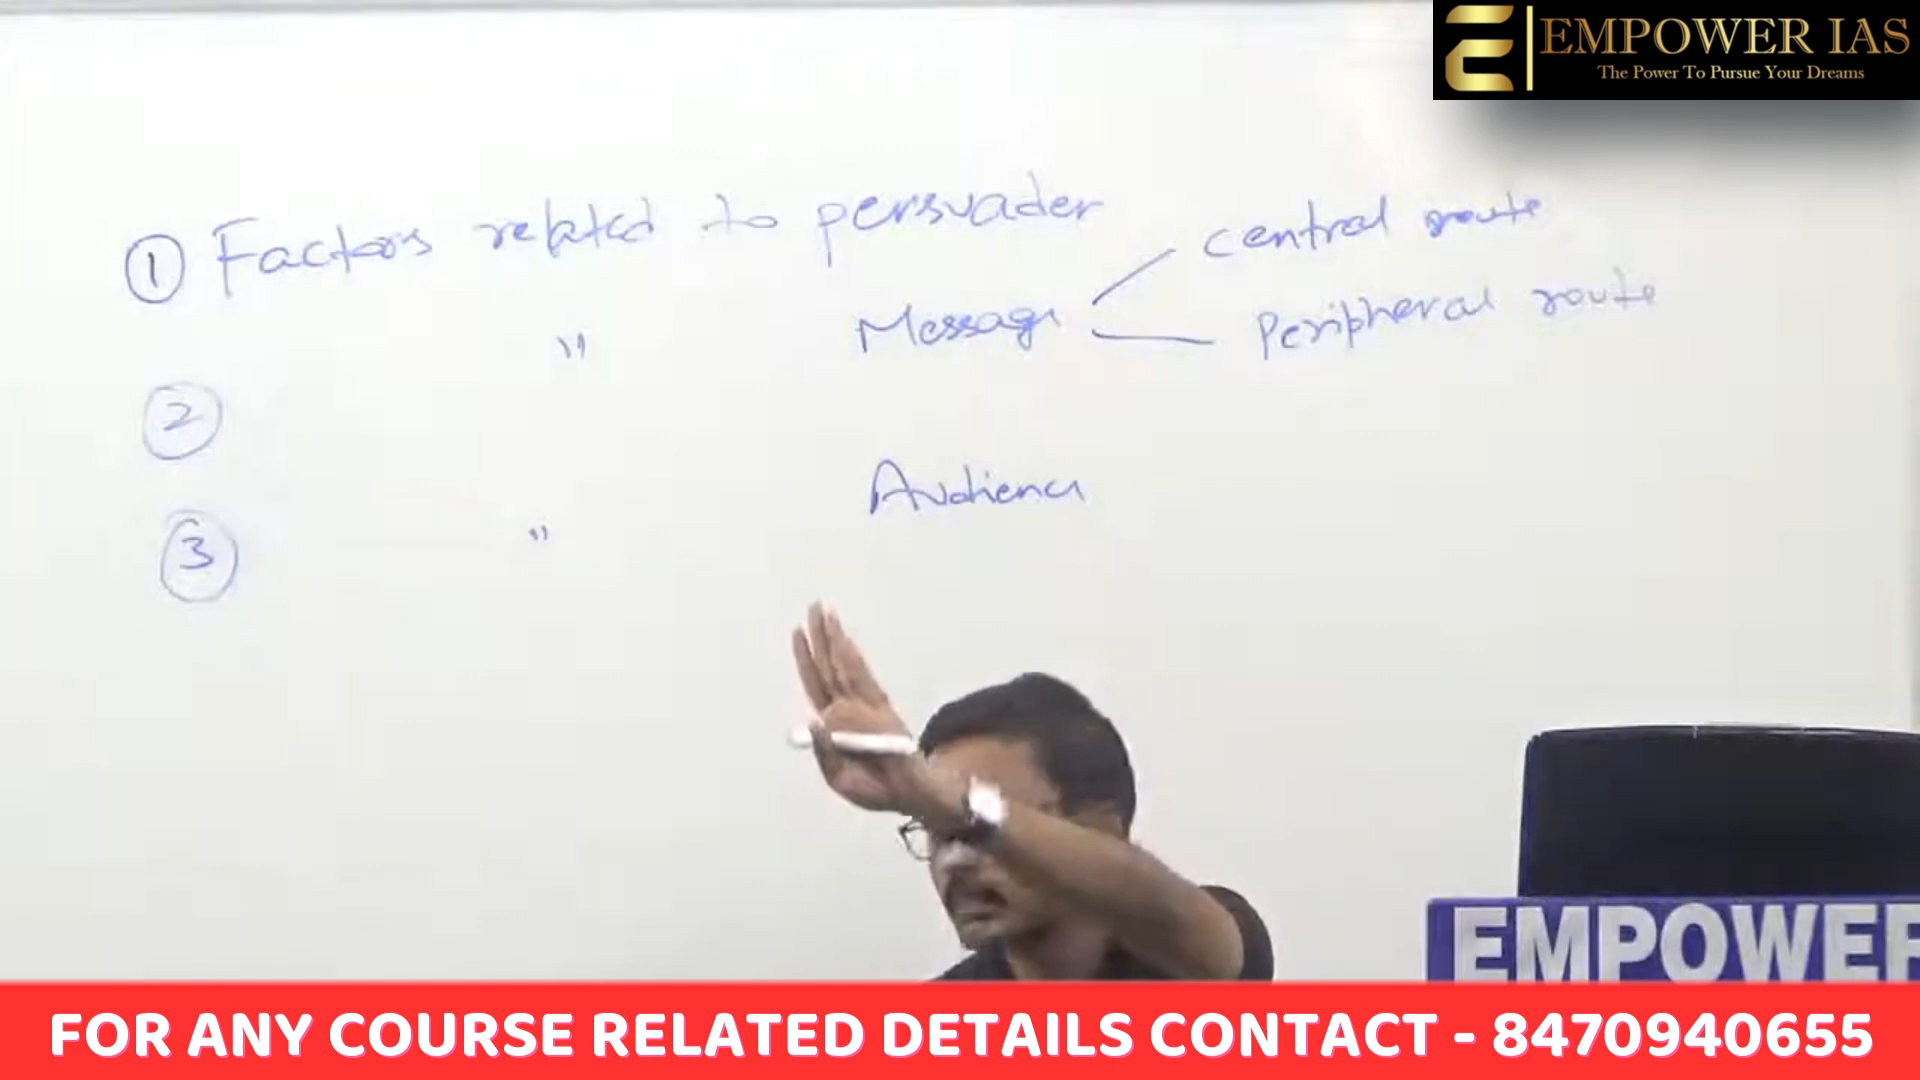 EMPOWER IAS
The Power To Pursue Your Dreams
① Factors related to persuader
" Message
central route
Peripheral route
②
③ " Audience
EMPOWER
FOR ANY COURSE RELATED DETAILS CONTACT - 8470940655